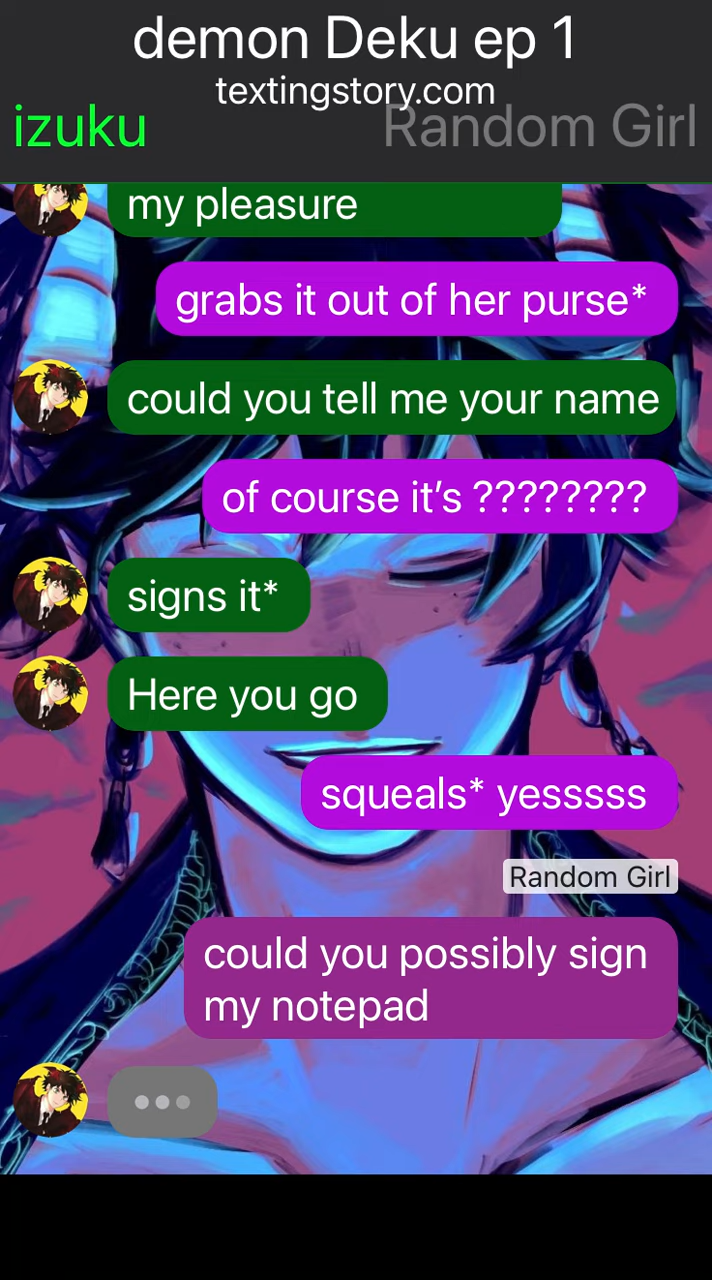 demon Deku ep 1
textingstory.com
izuku
Random Girl
my pleasure
grabs it out of her purse*
could you tell me your name
of course it’s ????????
signs it*
Here you go
squeals* yesssss
Random Girl
could you possibly sign
my notepad